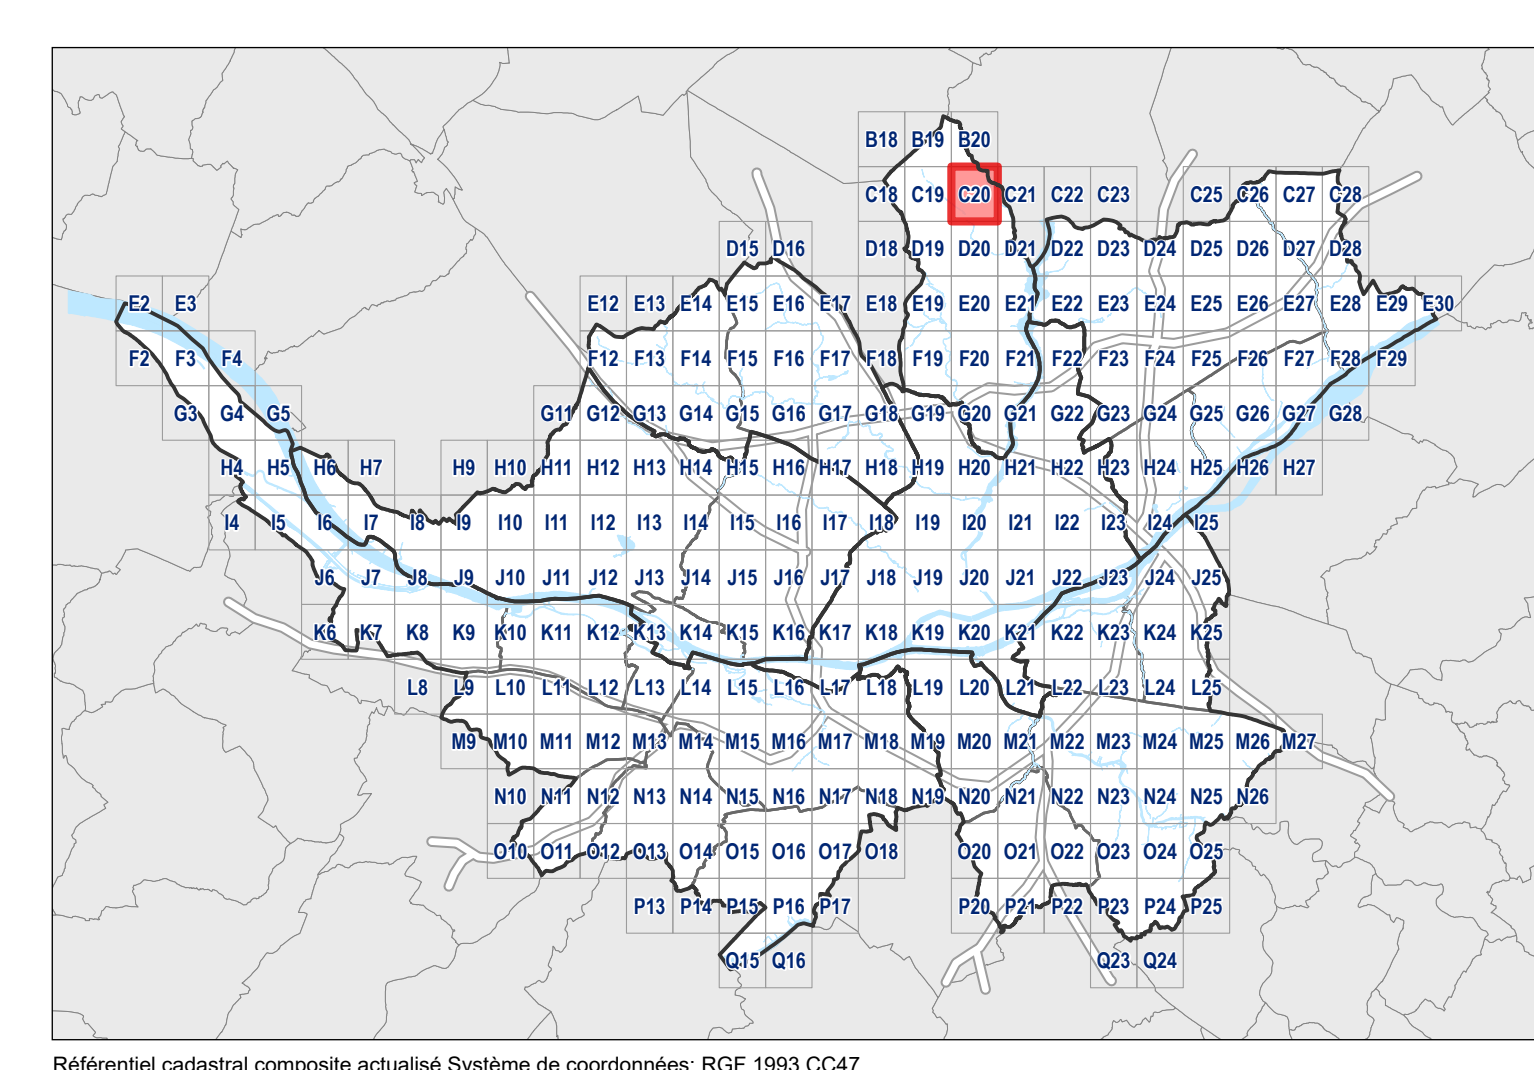 B18 B19 B20
C18 C19 C20 C21 C22 C23 C25 C26 C27 C28
D15 D16 D18 D19 D20 D21 D22 D23 D24 D25 D26 D27 D28
E2 E3 E12 E13 E14 E15 E16 E17 E18 E19 E20 E21 E22 E23 E24 E25 E26 E27 E28 E29 E30
F2 F3 F4 F12 F13 F14 F15 F16 F17 F18 F19 F20 F21 F22 F23 F24 F25 F26 F27 F28 F29
G3 G4 G5 G11 G12 G13 G14 G15 G16 G17 G18 G19 G20 G21 G22 G23 G24 G25 G26 G27 G28
H4 H5 H6 H7 H9 H10 H11 H12 H13 H14 H15 H16 H17 H18 H19 H20 H21 H22 H23 H24 H25 H26 H27
I4 I5 I6 I7 I8 I9 I10 I11 I12 I13 I14 I15 I16 I17 I18 I19 I20 I21 I22 I23 I24 I25
J6 J7 J8 J9 J10 J11 J12 J13 J14 J15 J16 J17 J18 J19 J20 J21 J22 J23 J24 J25
K6 K7 K8 K9 K10 K11 K12 K13 K14 K15 K16 K17 K18 K19 K20 K21 K22 K23 K24 K25
L8 L9 L10 L11 L12 L13 L14 L15 L16 L17 L18 L19 L20 L21 L22 L23 L24 L25
M9 M10 M11 M12 M13 M14 M15 M16 M17 M18 M19 M20 M21 M22 M23 M24 M25 M26 M27
N10 N11 N12 N13 N14 N15 N16 N17 N18 N19 N20 N21 N22 N23 N24 N25 N26
O10 O11 O12 O13 O14 O15 O16 O17 O18 O20 O21 O22 O23 O24 O25
P13 P14 P15 P16 P17 P20 P21 P22 P23 P24 P25
Q15 Q16 Q23 Q24
Référentiel cadastral composite actualisé Système de coordonnées: RGF 1993 CC47